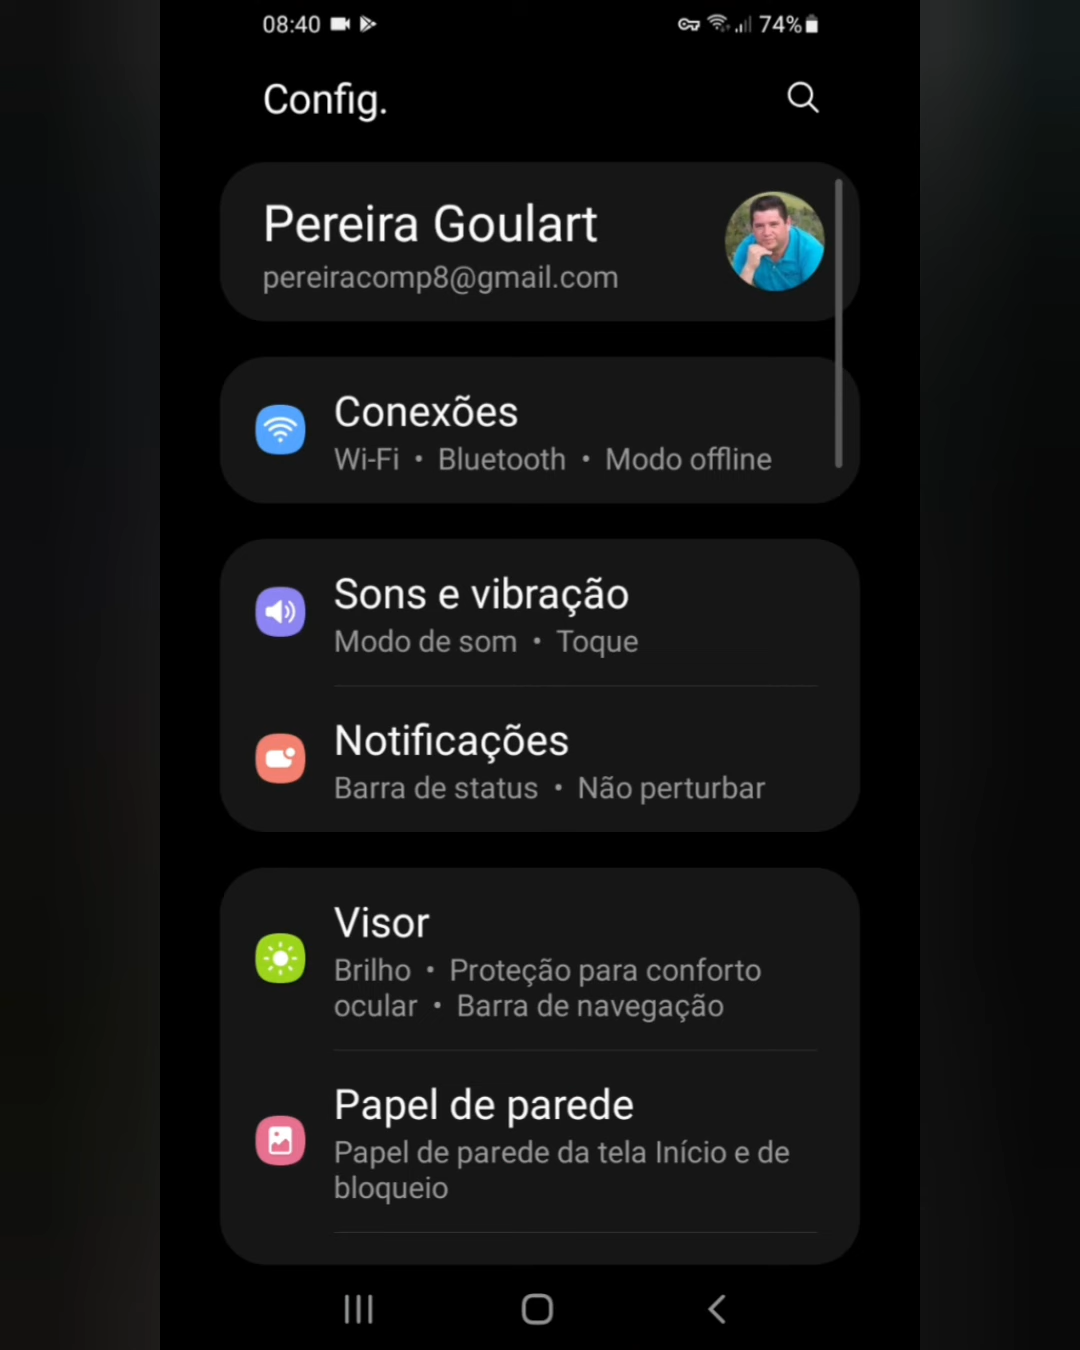 08:40
74%
Config.
Pereira Goulart
pereiracomp8@gmail.com
Conexões
Wi-Fi • Bluetooth • Modo offline
Sons e vibração
Modo de som • Toque
Notificações
Barra de status • Não perturbar
Visor
Brilho • Proteção para conforto
ocular • Barra de navegação
Papel de parede
Papel de parede da tela Início e de
bloqueio